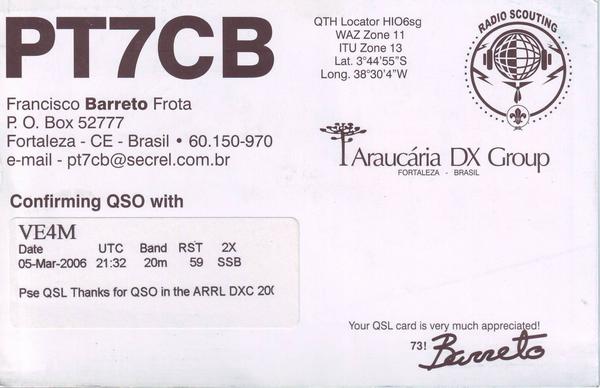 PT7CB
Francisco Barreto Frota
P. O. Box 52777
Fortaleza - CE - Brasil • 60.150-970
e-mail - pt7cb@secrel.com.br
QTH Locator HIO6sg
WAZ Zone 11
ITU Zone 13
Lat. 3°44'55"S
Long. 38°30'4"W
RADIO SCOUTING
Araucária DX Group
FORTALEZA - BRASIL
Confirming QSO with
VE4M
Date UTC Band RST 2X
05-Mar-2006 21:32 20m 59 SSB
Pse QSL Thanks for QSO in the ARRL DXC 200
Your QSL card is very much appreciated!
73! Barreto